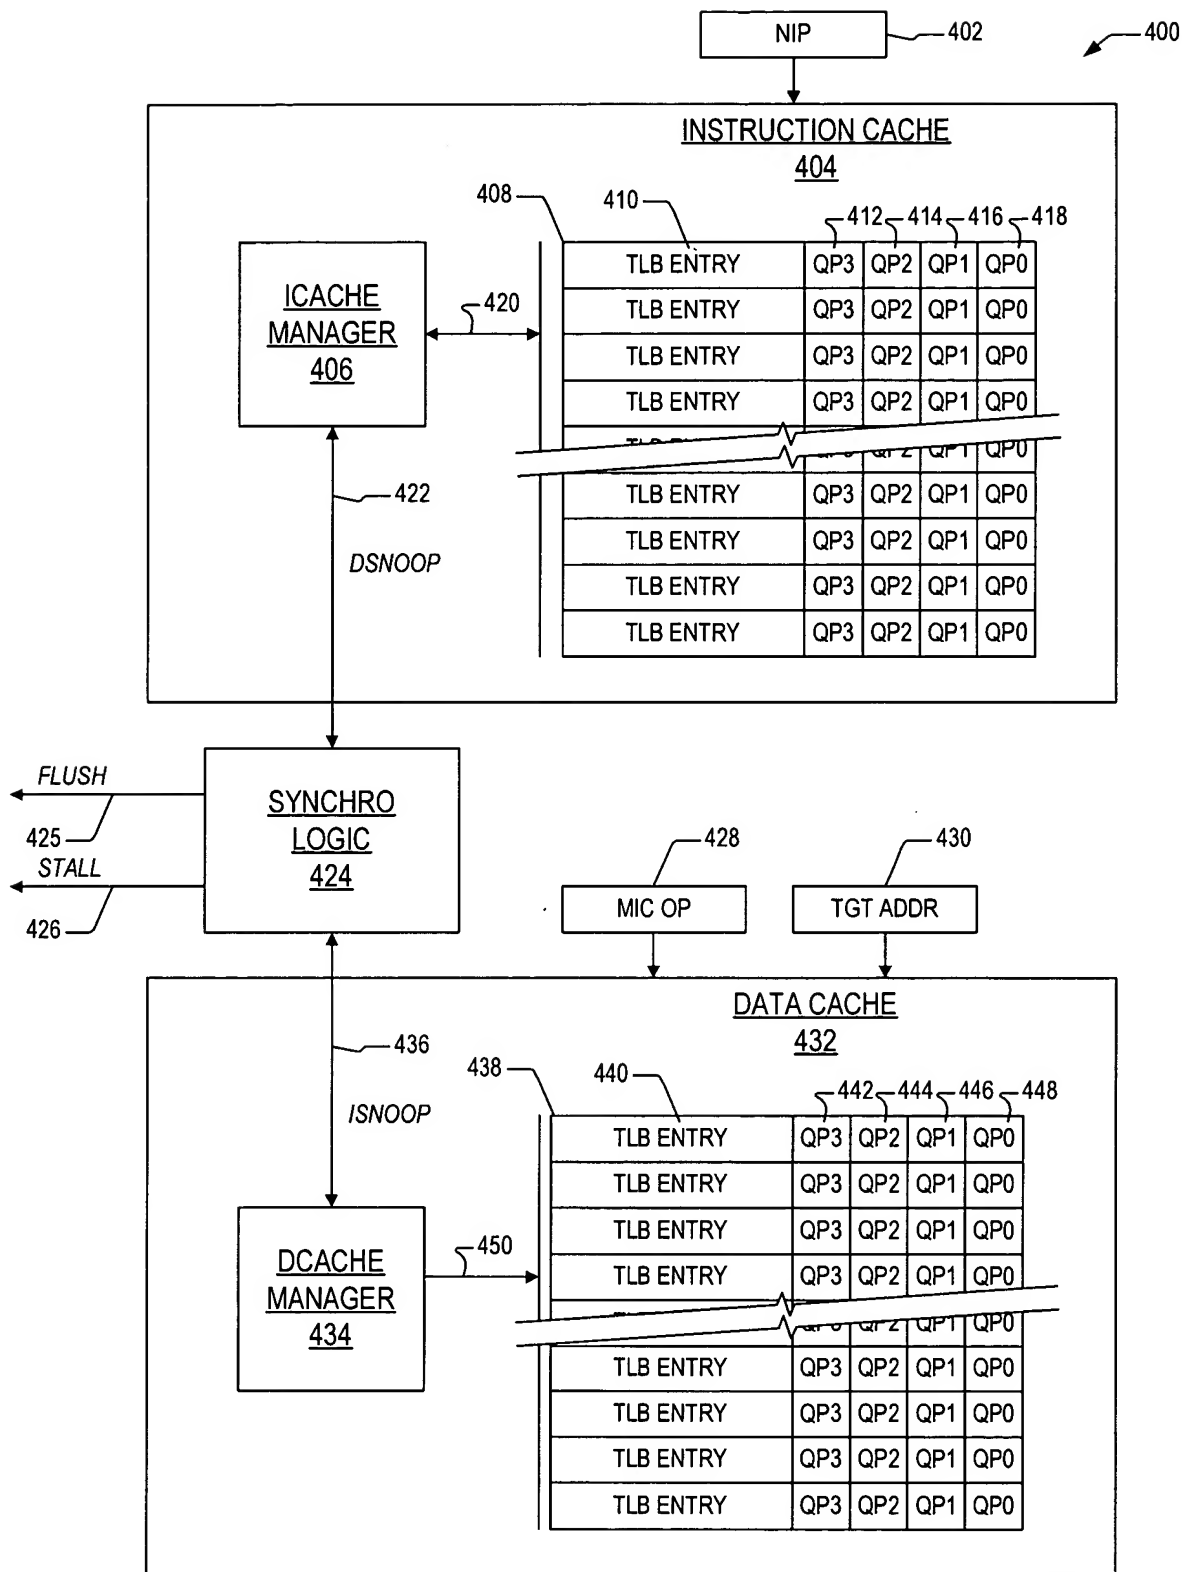 NIP 402 400
INSTRUCTION CACHE
404
408 410 412 414 416 418
TLB ENTRY QP3 QP2 QP1 QP0
TLB ENTRY QP3 QP2 QP1 QP0
TLB ENTRY QP3 QP2 QP1 QP0
TLB ENTRY QP3 QP2 QP1 QP0
QP0
TLB ENTRY QP3 QP2 QP1 QP0
TLB ENTRY QP3 QP2 QP1 QP0
TLB ENTRY QP3 QP2 QP1 QP0
TLB ENTRY QP3 QP2 QP1 QP0
ICACHE
MANAGER
406
420
422
DSNOOP
FLUSH
425
STALL
426
SYNCHRO
LOGIC
424
428 430
MIC OP TGT ADDR
DATA CACHE
432
436
ISNOOP
438 440 442 444 446 448
TLB ENTRY QP3 QP2 QP1 QP0
TLB ENTRY QP3 QP2 QP1 QP0
TLB ENTRY QP3 QP2 QP1 QP0
TLB ENTRY QP3 QP2 QP1 QP0
QP2 QP1 QP0
TLB ENTRY QP3 QP2 QP1 QP0
TLB ENTRY QP3 QP2 QP1 QP0
TLB ENTRY QP3 QP2 QP1 QP0
TLB ENTRY QP3 QP2 QP1 QP0
DCACHE
MANAGER
434
450